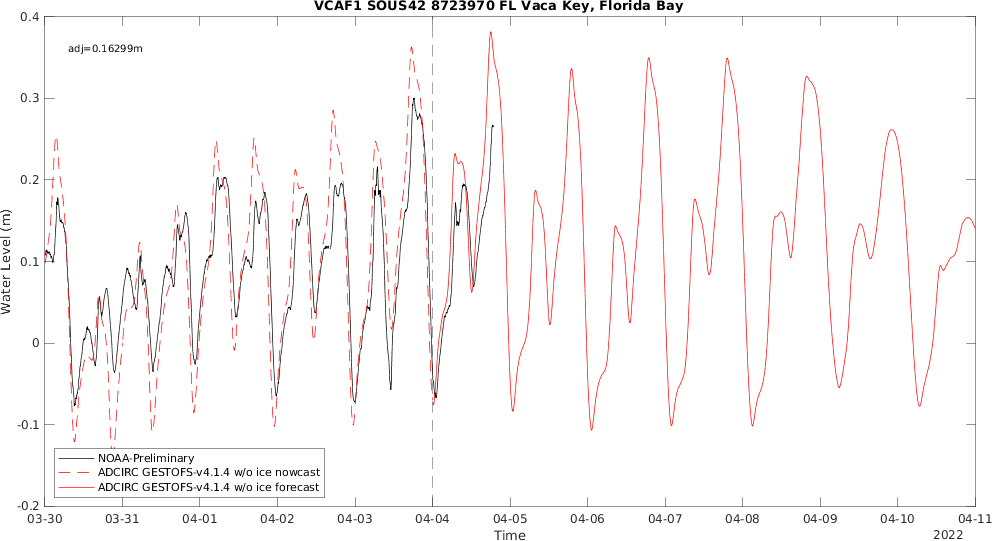 VCAF1 SOUS42 8723970 FL Vaca Key, Florida Bay
0.4
adj=0.16299m
0.3
0.2
Water Level (m)
0.1
0
-0.1
NOAA-Preliminary
ADCIRC GESTOFS-v4.1.4 w/o ice nowcast
ADCIRC GESTOFS-v4.1.4 w/o ice forecast
-0.2
03-30 03-31 04-01 04-02 04-03 04-04 04-05 04-06 04-07 04-08 04-09 04-10 04-11
Time
2022